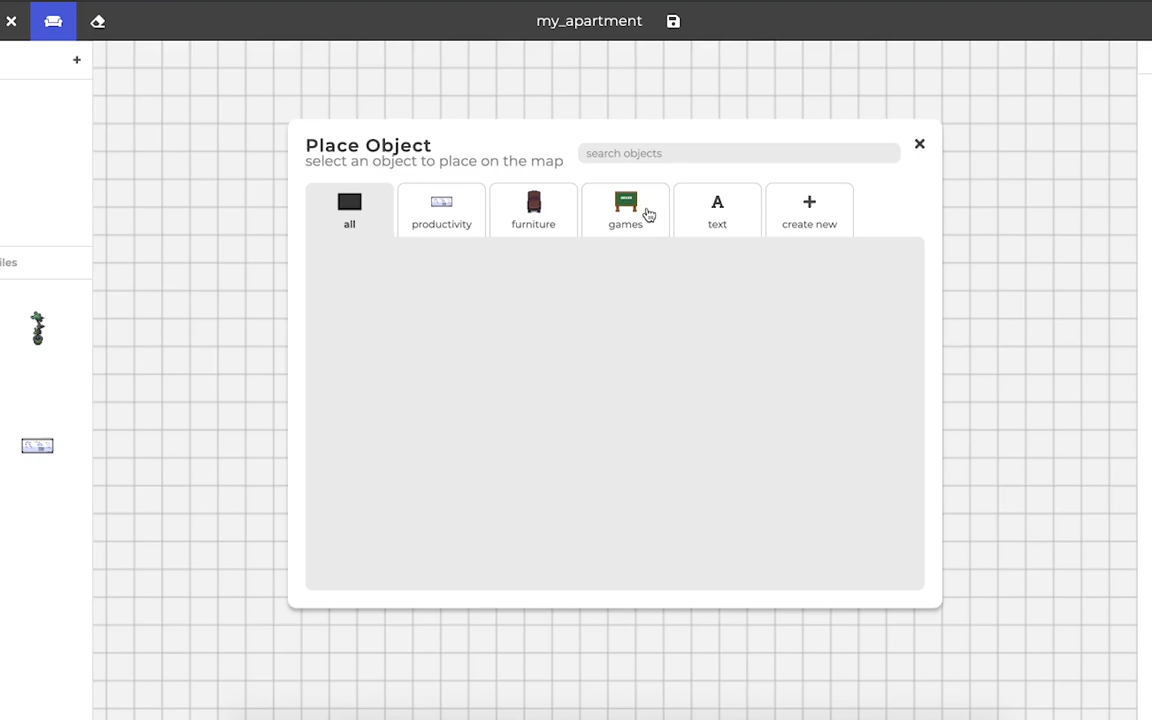 my_apartment
Place Object
select an object to place on the map
search objects
all
productivity
furniture
games
A
text
create new
iles